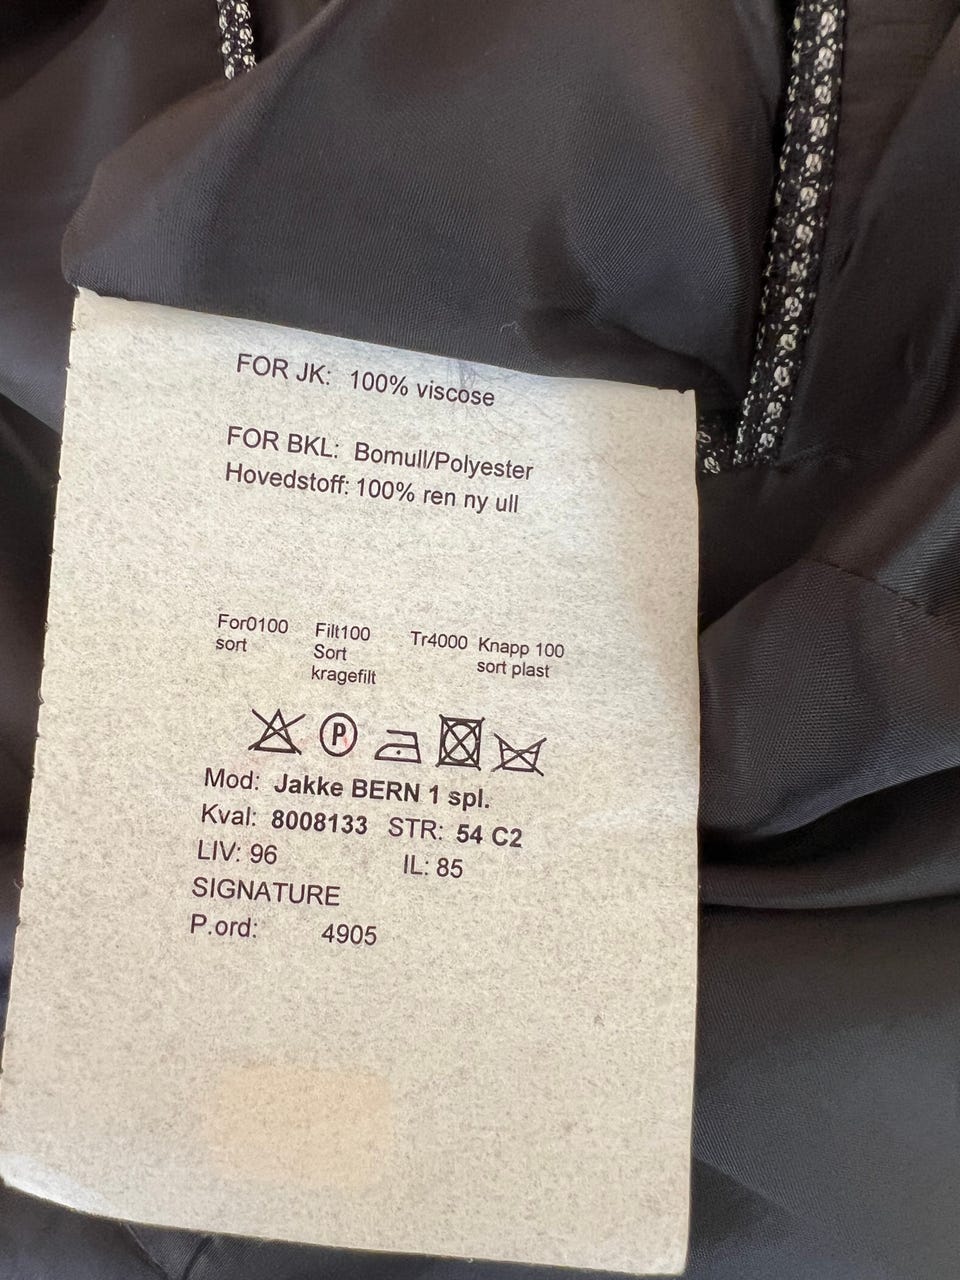 FOR JK: 100% viscose
FOR BKL: Bomull/Polyester
Hovedstoff: 100% ren ny ull
For0100 Filt100 Tr4000 Knapp 100
sort Sort sort plast
kragefilt
P
Mod: Jakke BERN 1 spl.
Kval: 8008133 STR: 54 C2
LIV: 96 IL: 85
SIGNATURE
P.ord: 4905